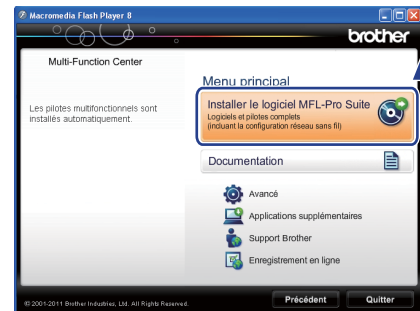 Macromedia Flash Player 8
brother
Multi-Function Center
Les pilotes multifonctionnels sont
installés automatiquement.
Menu principal
Installer le logiciel MFL-Pro Suite
Logiciels et pilotes complets
(incluant la configuration réseau sans fil)
Documentation
Avancé
Applications supplémentaires
Support Brother
Enregistrement en ligne
© 2001-2011 Brother Industries, Ltd. All Rights Reserved.
Précédent
Quitter